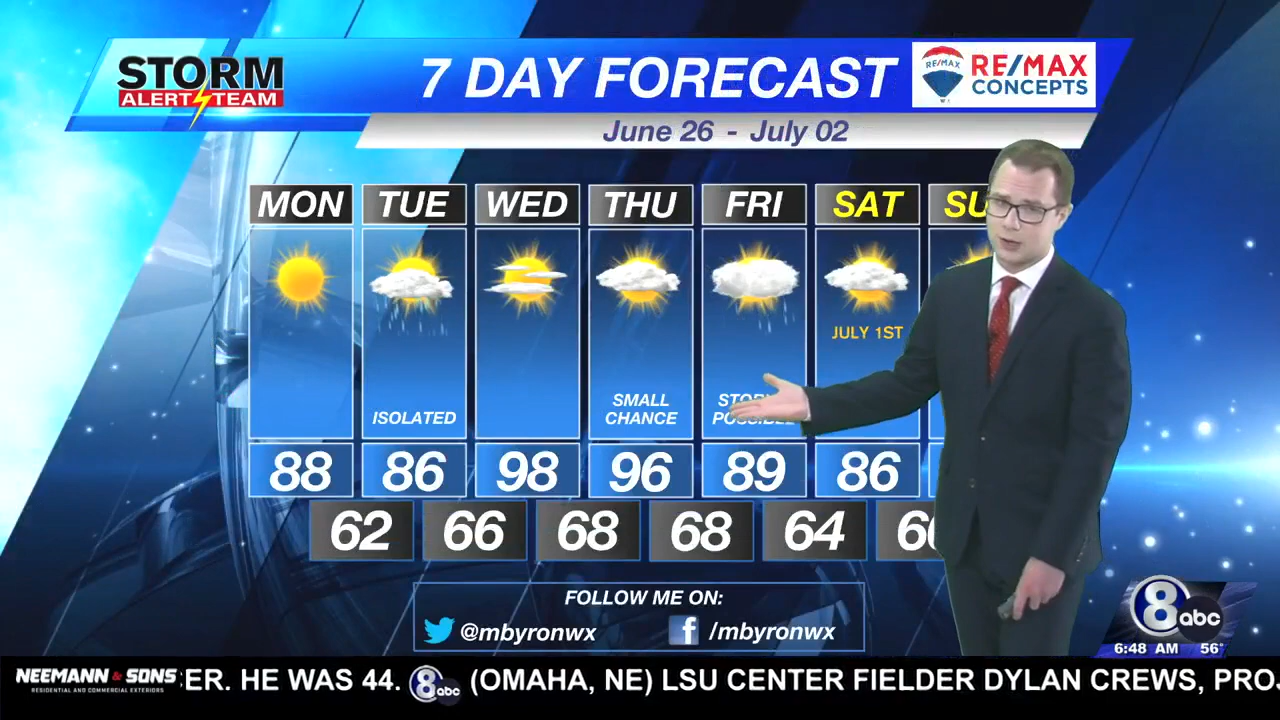 STORM
ALERT TEAM
7 DAY FORECAST
RE/MAX
RE/MAX
CONCEPTS
June 26 - July 02
MON TUE WED THU FRI SAT SU
JULY 1ST
ISOLATED
SMALL
CHANCE
88 86 98 96 89 86
62 66 68 68 64
FOLLOW ME ON:
@mbyronwx /mbyronwx
8 abc
6:48 AM 56°
NEEMANN & SONS
RESIDENTIAL AND COMMERCIAL EXTERIORS
ER. HE WAS 44. 8 abc (OMAHA, NE) LSU CENTER FIELDER DYLAN CREWS, PROJ